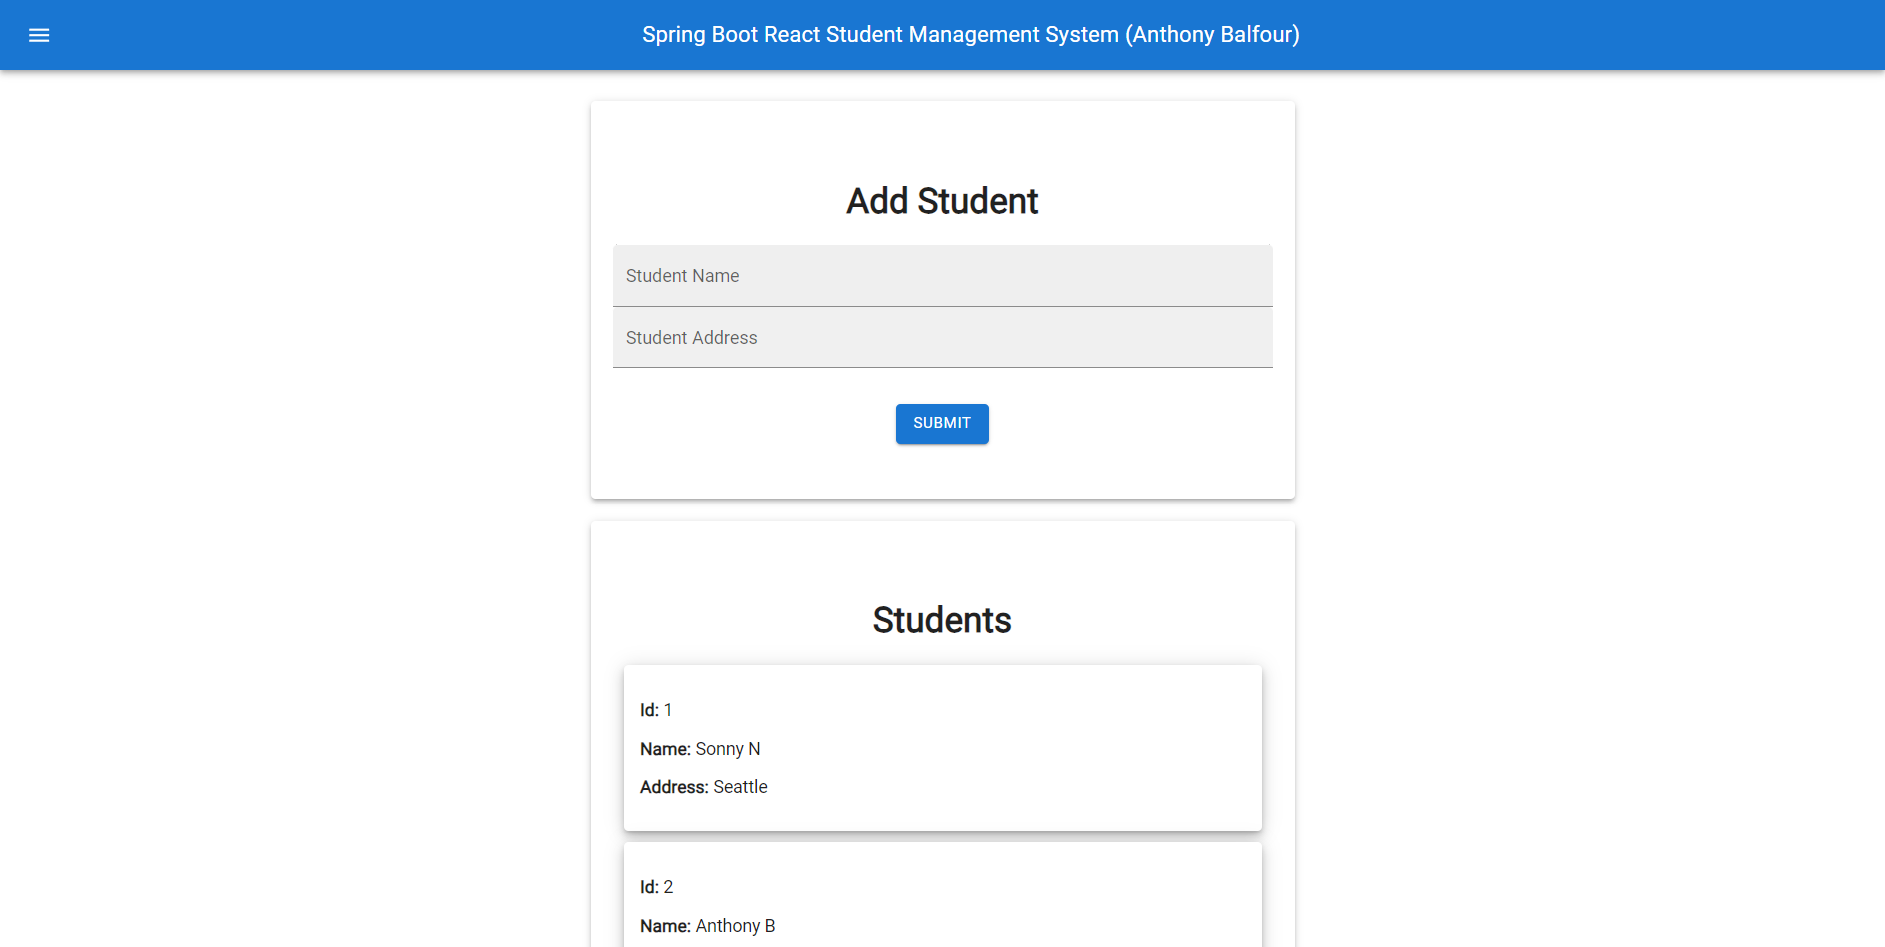 Spring Boot React Student Management System (Anthony Balfour)
Add Student
Student Name
Student Address
SUBMIT
Students
Id: 1
Name: Sonny N
Address: Seattle
Id: 2
Name: Anthony B